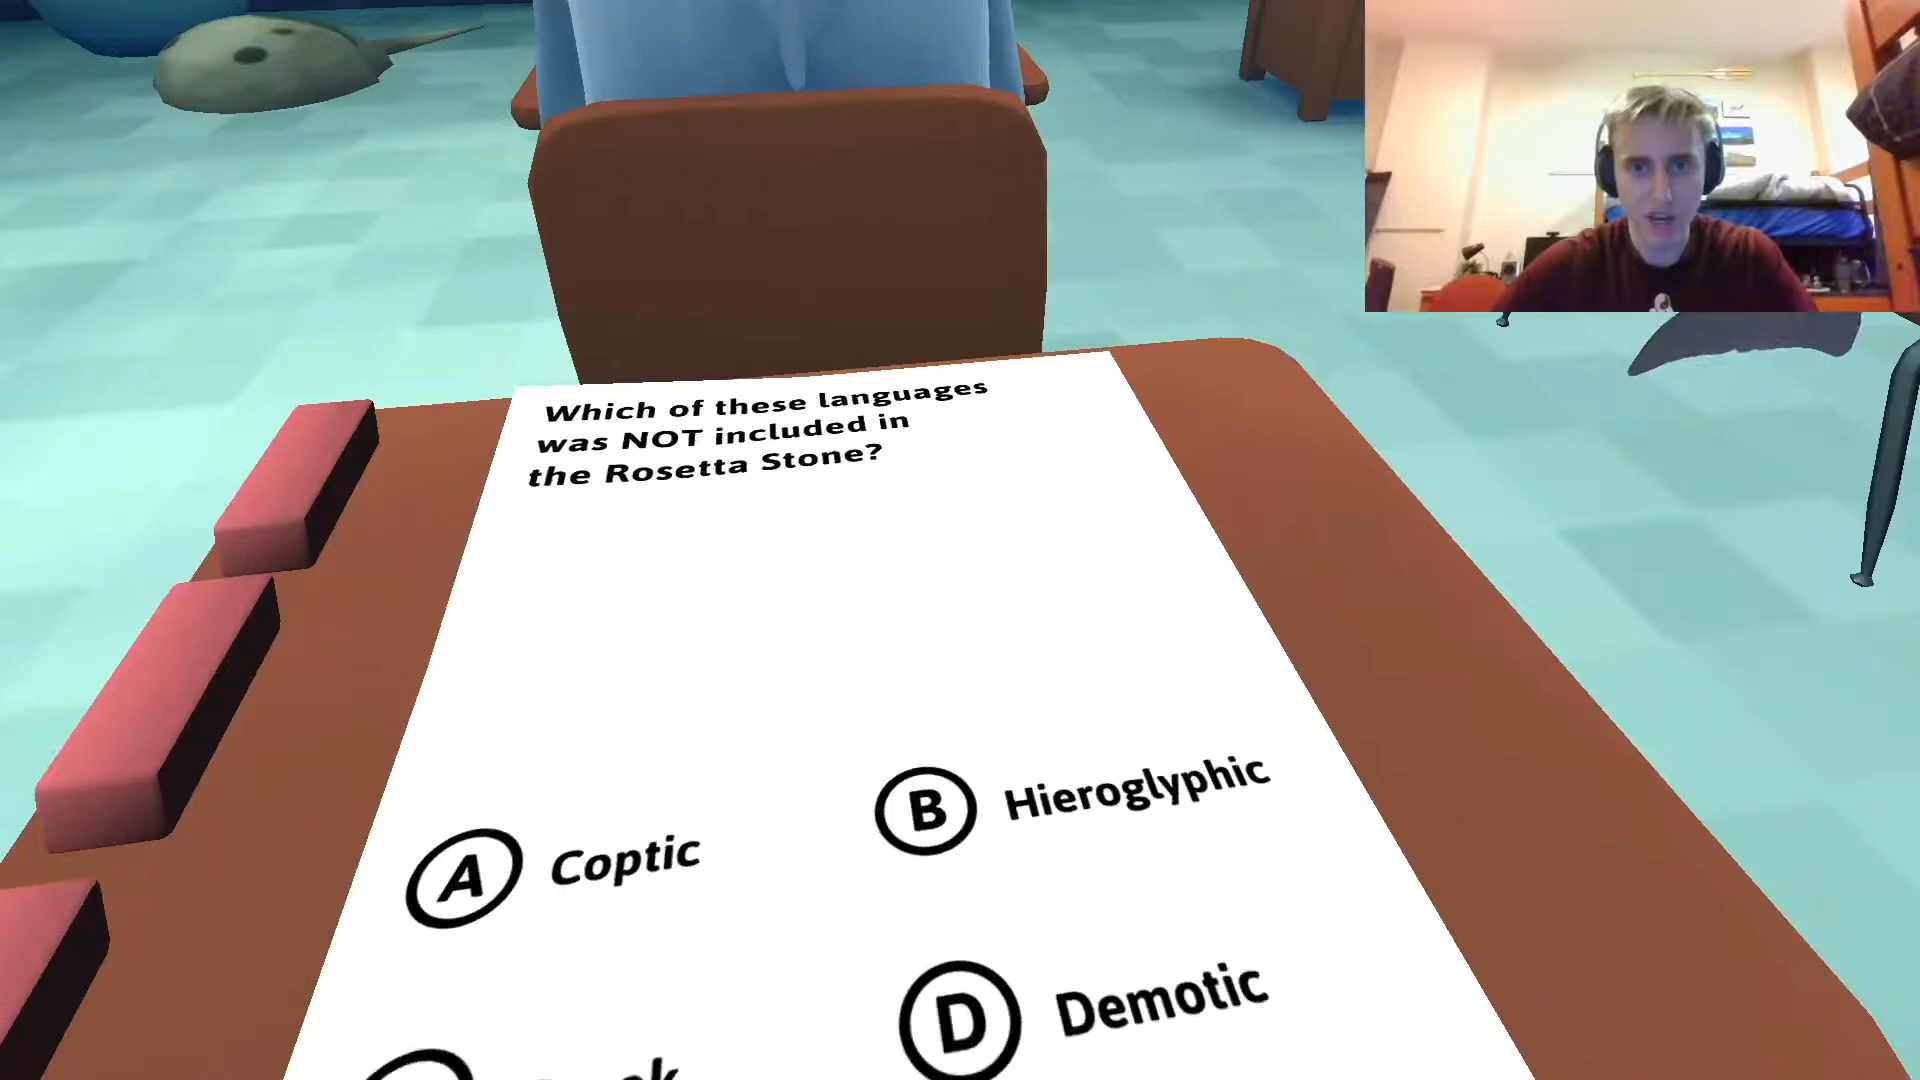 Which of these languages
was NOT included in
the Rosetta Stone?
A Coptic
B Hieroglyphic
D Demotic